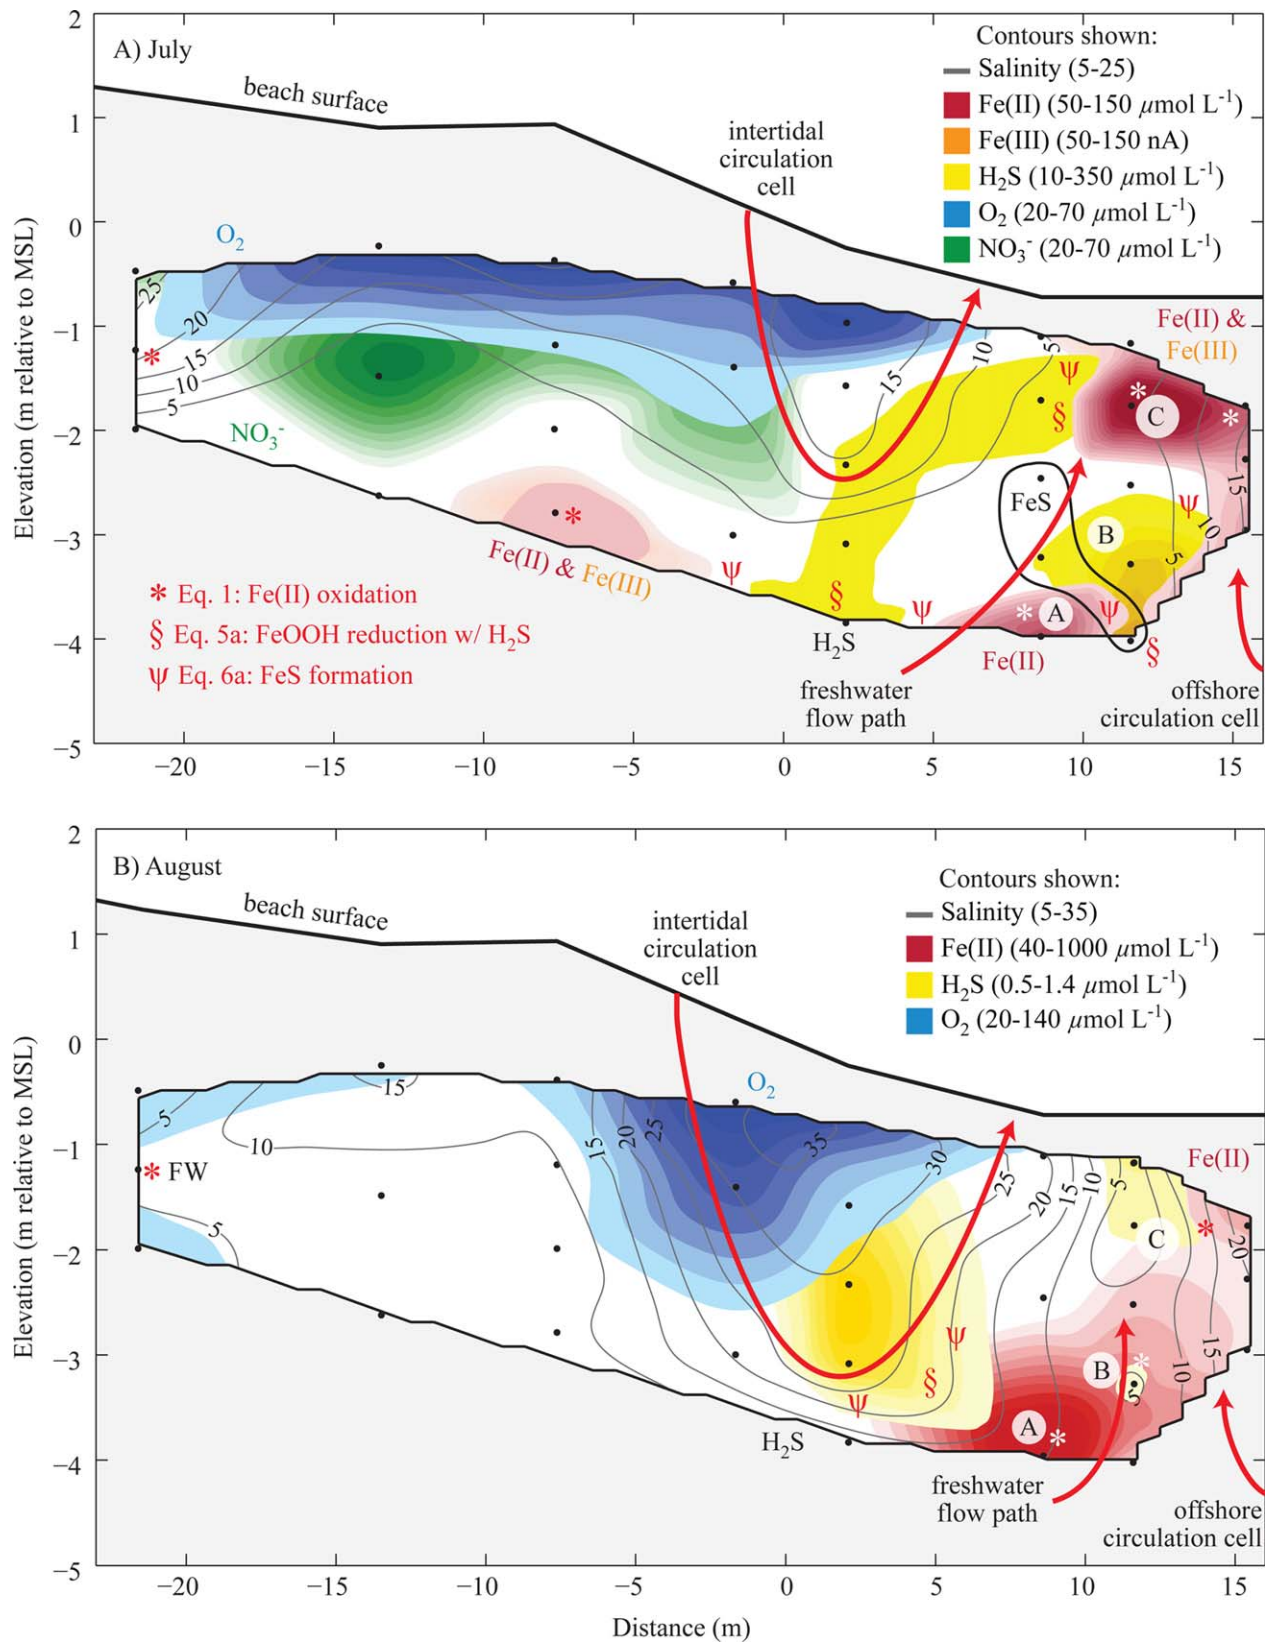 A) July
beach surface
intertidal
circulation
cell
Contours shown:
Salinity (5-25)
Fe(II) (50-150 µmol L⁻¹)
Fe(III) (50-150 nA)
H₂S (10-350 µmol L⁻¹)
O₂ (20-70 µmol L⁻¹)
NO₃⁻ (20-70 µmol L⁻¹)
2
1
0
−1
−2
−3
−4
−5
Elevation (m relative to MSL)
O₂
25
20
15
10
5
NO₃⁻
15
10
5
Fe(II) &
Fe(III)
*
*
*
C
ψ
§
FeS
15
10
5
ψ
B
*
Fe(II) & Fe(III)
ψ
§
ψ
*
A
ψ
§
H₂S
Fe(II)
* Eq. 1: Fe(II) oxidation
§ Eq. 5a: FeOOH reduction w/ H₂S
ψ Eq. 6a: FeS formation
freshwater
flow path
offshore
circulation cell
−20
−15
−10
−5
0
5
10
15
B) August
beach surface
intertidal
circulation
cell
Contours shown:
Salinity (5-35)
Fe(II) (40-1000 µmol L⁻¹)
H₂S (0.5-1.4 µmol L⁻¹)
O₂ (20-140 µmol L⁻¹)
2
1
0
−1
−2
−3
−4
−5
Elevation (m relative to MSL)
O₂
15
5
10
* FW
5
15
20
25
35
30
25
20
15
10
5
C
Fe(II)
*
20
15
10
ψ
§
ψ
B
*
5
A
*
H₂S
freshwater
flow path
offshore
circulation cell
−20
−15
−10
−5
0
5
10
15
Distance (m)